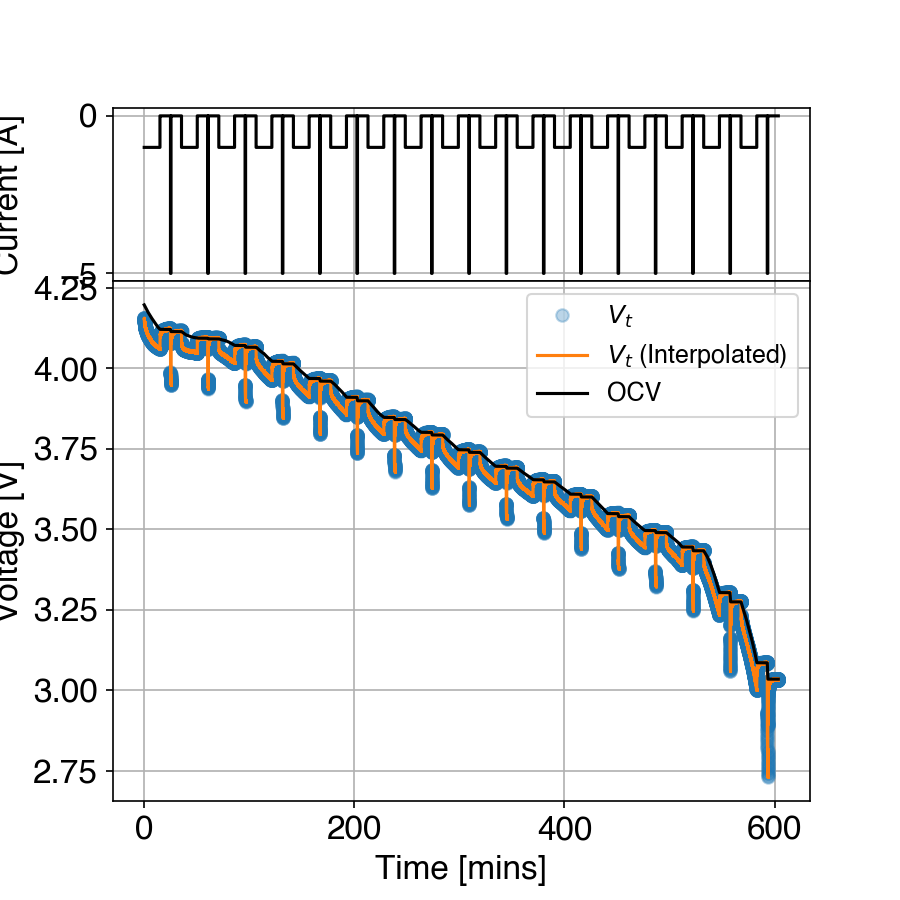 Current [A]
0
−5
Voltage [V]
4.25
4.00
3.75
3.50
3.25
3.00
2.75
V_t
V_t (Interpolated)
OCV
0
200
400
600
Time [mins]